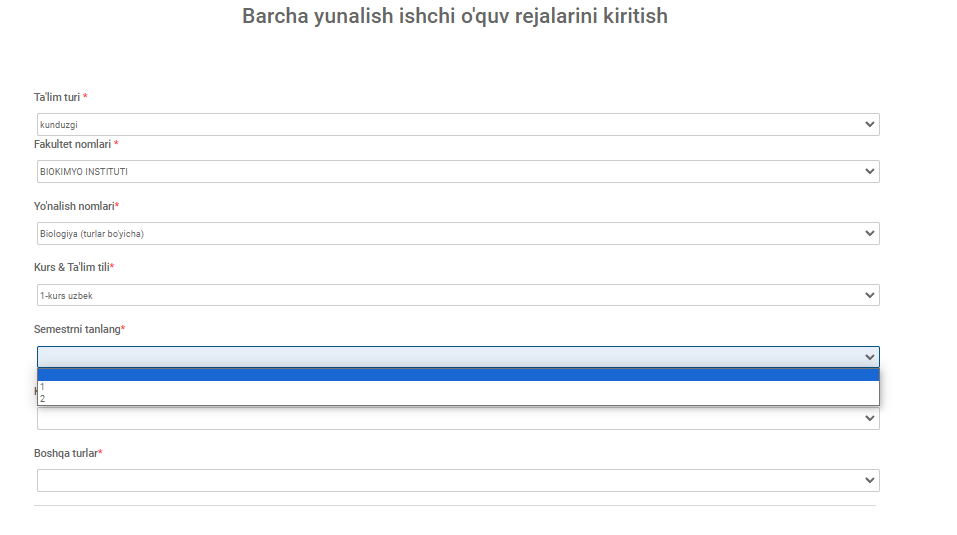 Barcha yunalish ishchi o'quv rejalarini kiritish
Ta'lim turi *
kunduzgi
Fakultet nomlari *
BIOKIMYO INSTITUTI
Yo'nalish nomlari*
Biologiya (turlar bo'yicha)
Kurs & Ta'lim tili*
1-kurs uzbek
Semestrni tanlang*
1
2
Boshqa turlar*